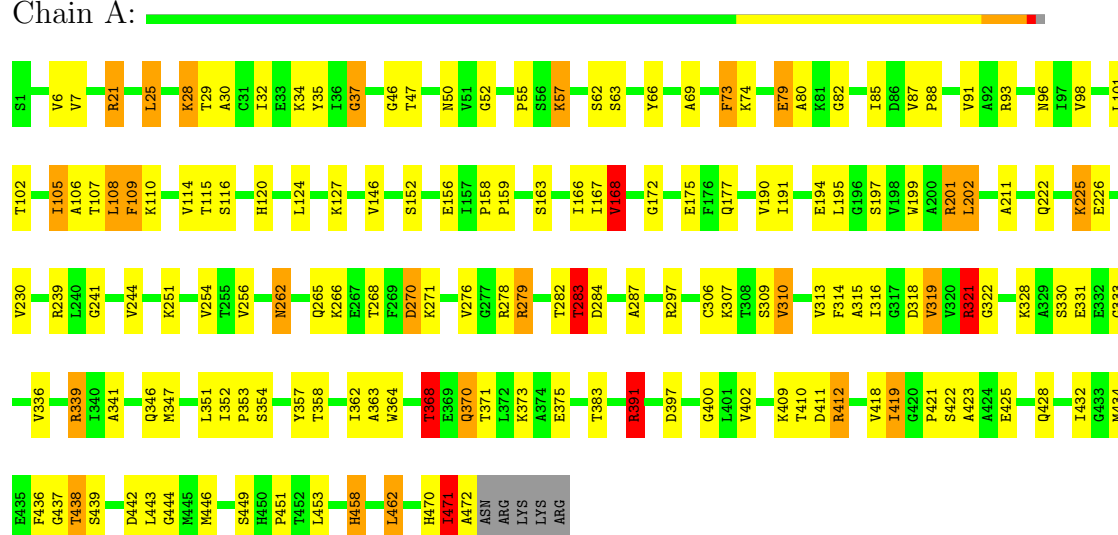 Chain A:
S1 V6 V7 R21 L25 K28 T29 A30 C31 I32 E33 K34 Y35 I36 G37 G46 T47 N50 V51 G52 P55 S56 K57 S62 S63 Y66 A69 F73 K74 E79 A80 K81 G82 I85 D86 V87 P88 V91 A92 R93 N96 I97 V98 L101
T102 I105 A106 T107 L108 F109 K110 V114 T115 S116 H120 L124 K127 V146 S152 E156 I157 P158 P159 S163 I166 I167 V168 G172 E175 F176 Q177 V190 I191 E194 L195 G196 S197 V198 W199 A200 R201 L202 A211 Q222 K225 E226
V230 R239 L240 G241 V244 K251 V254 T255 V256 N262 Q265 K266 E267 T268 F269 D270 K271 V276 G277 R278 R279 T282 T283 D284 A287 R297 C306 K307 T308 S309 V310 V313 F314 A315 I316 G317 D318 V319 V320 R321 G322 K328 A329 S330 E331 E332 G333
V336 R339 I340 A341 Q346 M347 L351 I352 P353 S354 Y357 T358 I362 A363 W364 T368 E369 Q370 T371 L372 K373 A374 E375 T383 R391 D397 G400 L401 V402 K409 T410 D411 R412 V418 I419 G420 P421 S422 A423 A424 E425 Q428 I432 G433 M434
E435 F436 G437 T438 S439 D442 L443 G444 M445 M446 S449 H450 P451 T452 L453 H458 L462 H470 I471 A472 ASN ARG LYS LYS ARG